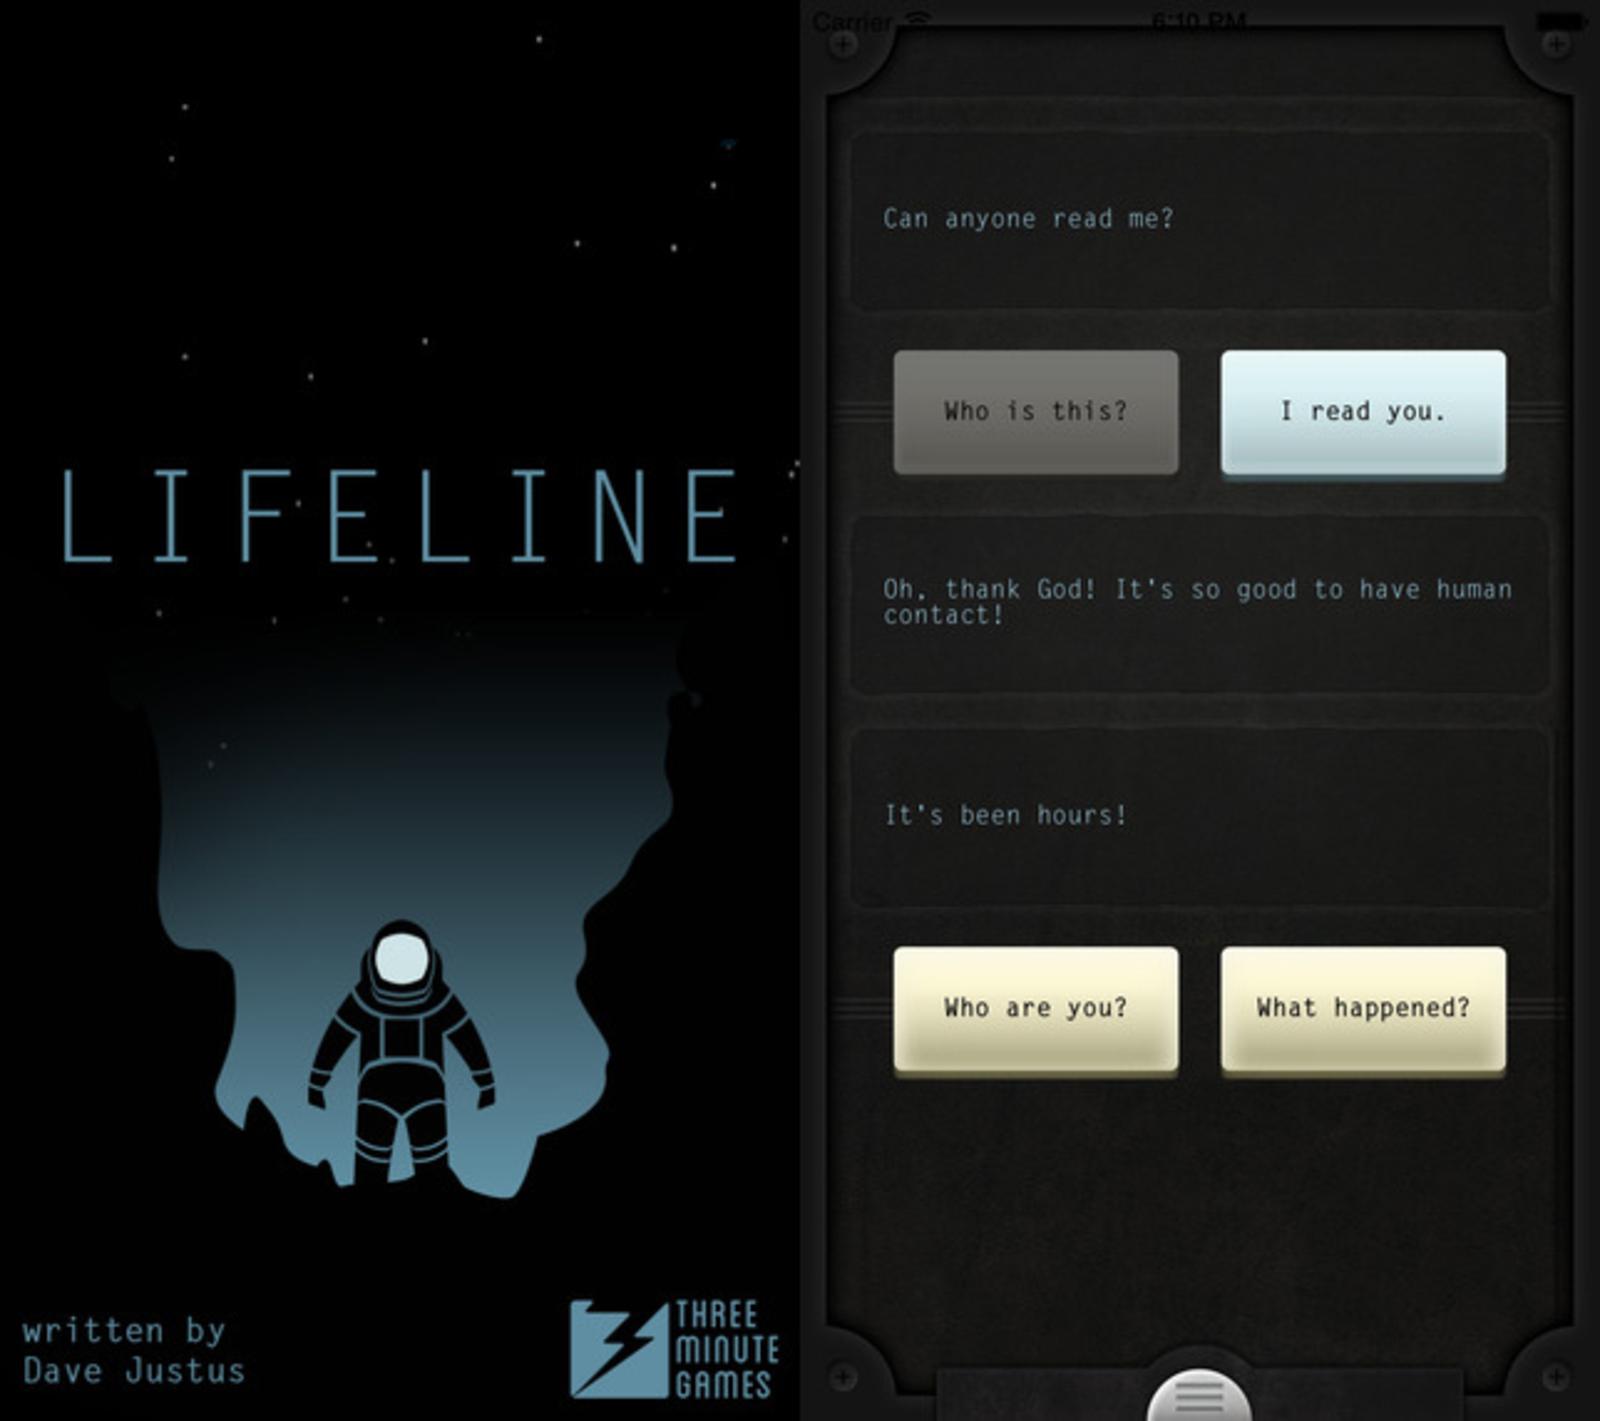 LIFELINE
written by
Dave Justus
THREE
MINUTE
GAMES
Carrier
6:10 PM
Can anyone read me?
Who is this?
I read you.
Oh, thank God! It's so good to have human
contact!
It's been hours!
Who are you?
What happened?